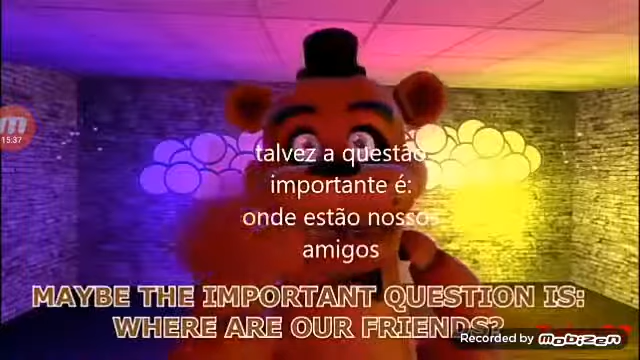 M
15:37
talvez a questão
importante é:
onde estão nossos
amigos
MAYBE THE IMPORTANT QUESTION IS:
WHERE ARE OUR FRIENDS?
Recorded by MOBIZEN